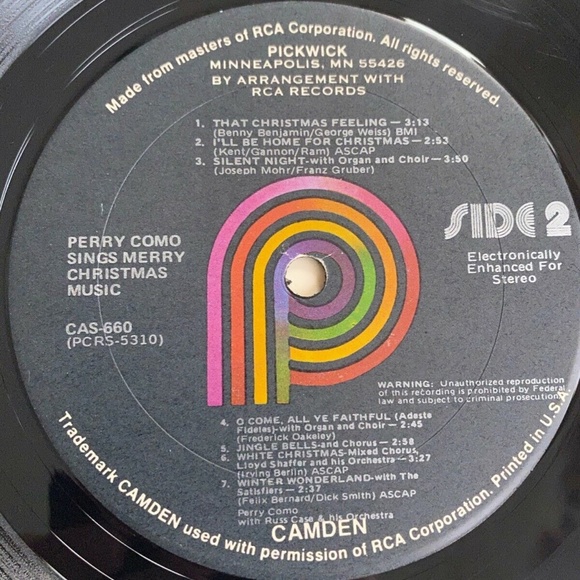 Made from masters of RCA Corporation. All rights reserved.
PICKWICK
MINNEAPOLIS, MN 55426
BY ARRANGEMENT WITH
RCA RECORDS
1. THAT CHRISTMAS FEELING — 3:13
(Benny Benjamin/George Weiss) BMI
2. I'LL BE HOME FOR CHRISTMAS — 2:53
(Kent/Gannon/Ram) ASCAP
3. SILENT NIGHT-with Organ and Choir — 3:50
(Joseph Mohr/Franz Gruber)
SIDE 2
Electronically
Enhanced For
Stereo
PERRY COMO
SINGS MERRY
CHRISTMAS
MUSIC
CAS-660
(PCRS-5310)
WARNING: Unauthorized reproduction
of this recording is prohibited by Federal
law and subject to criminal prosecution.
4. O COME, ALL YE FAITHFUL (Adeste
Fideles)-with Organ and Choir — 2:45
(Frederick Oakeley)
5. JINGLE BELLS-and Chorus — 2:58
6. WHITE CHRISTMAS-Mixed Chorus,
Lloyd Shaffer and his Orchestra — 3:27
(Irving Berlin) ASCAP
7. WINTER WONDERLAND-with The
Satisfiers — 2:37
(Felix Bernard/Dick Smith) ASCAP
Perry Como
with Russ Case & his Orchestra
CAMDEN
Trademark CAMDEN used with permission of RCA Corporation. Printed in U.S.A.